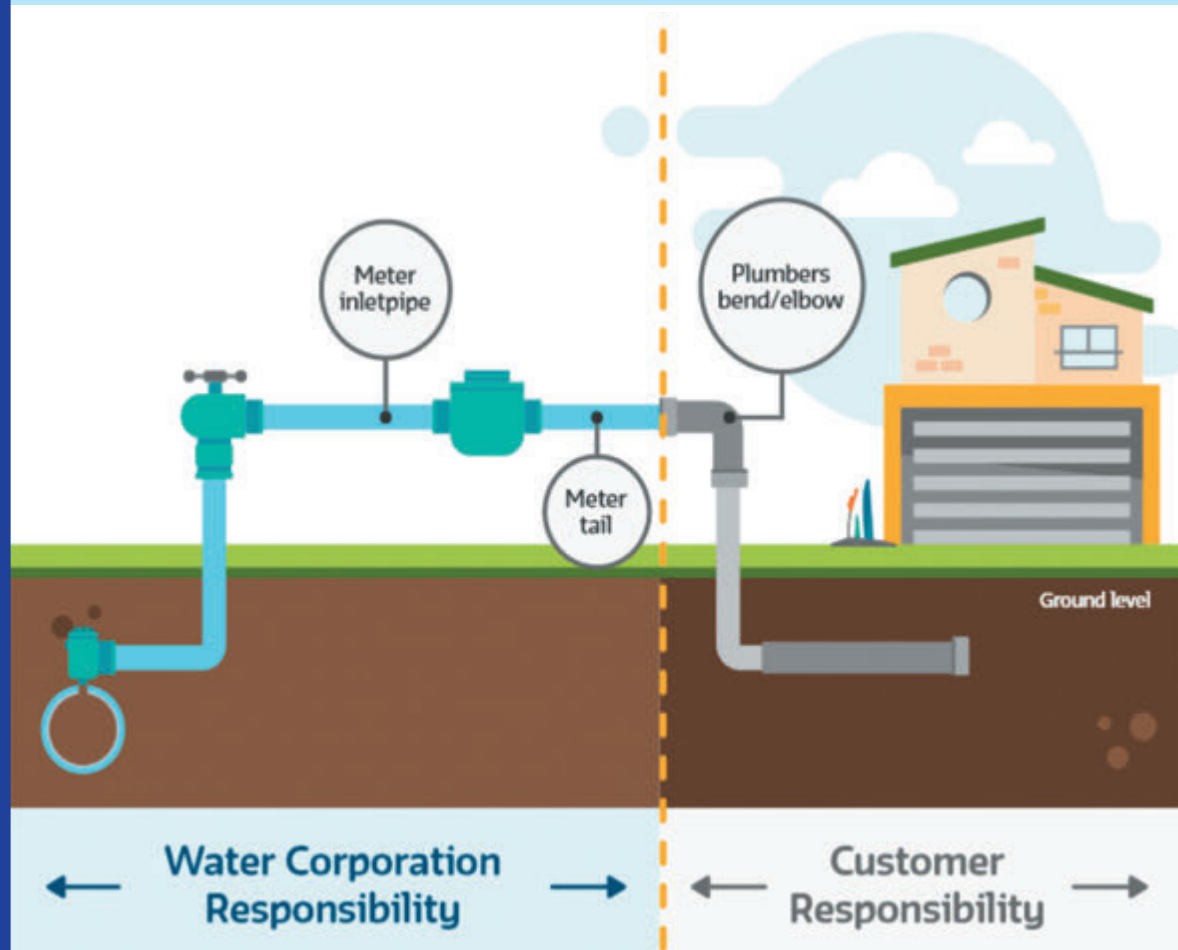 Meter
inletpipe
Plumbers
bend/elbow
Meter
tail
Ground level
Water Corporation
Responsibility
Customer
Responsibility